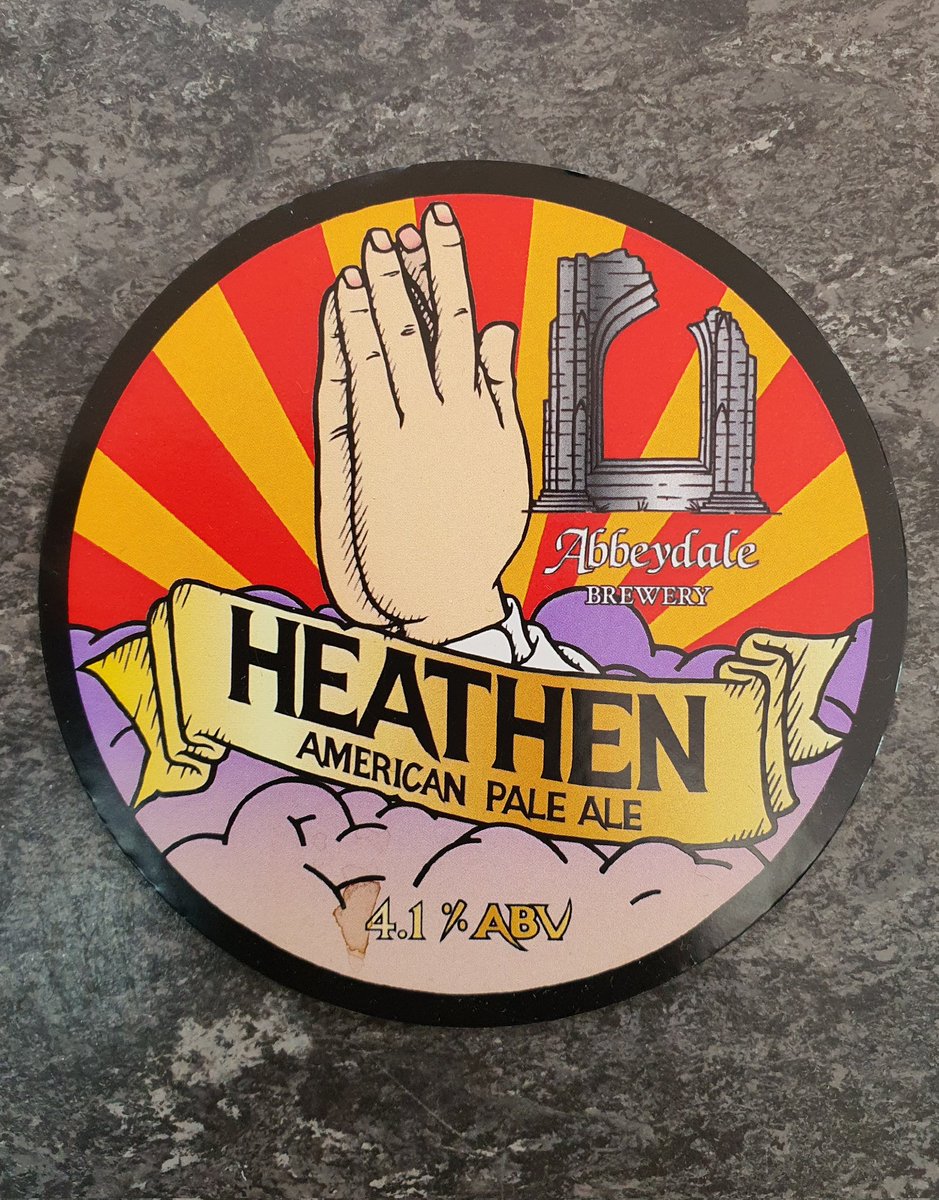 Abbeydale
BREWERY
HEATHEN
AMERICAN PALE ALE
4.1 % ABV